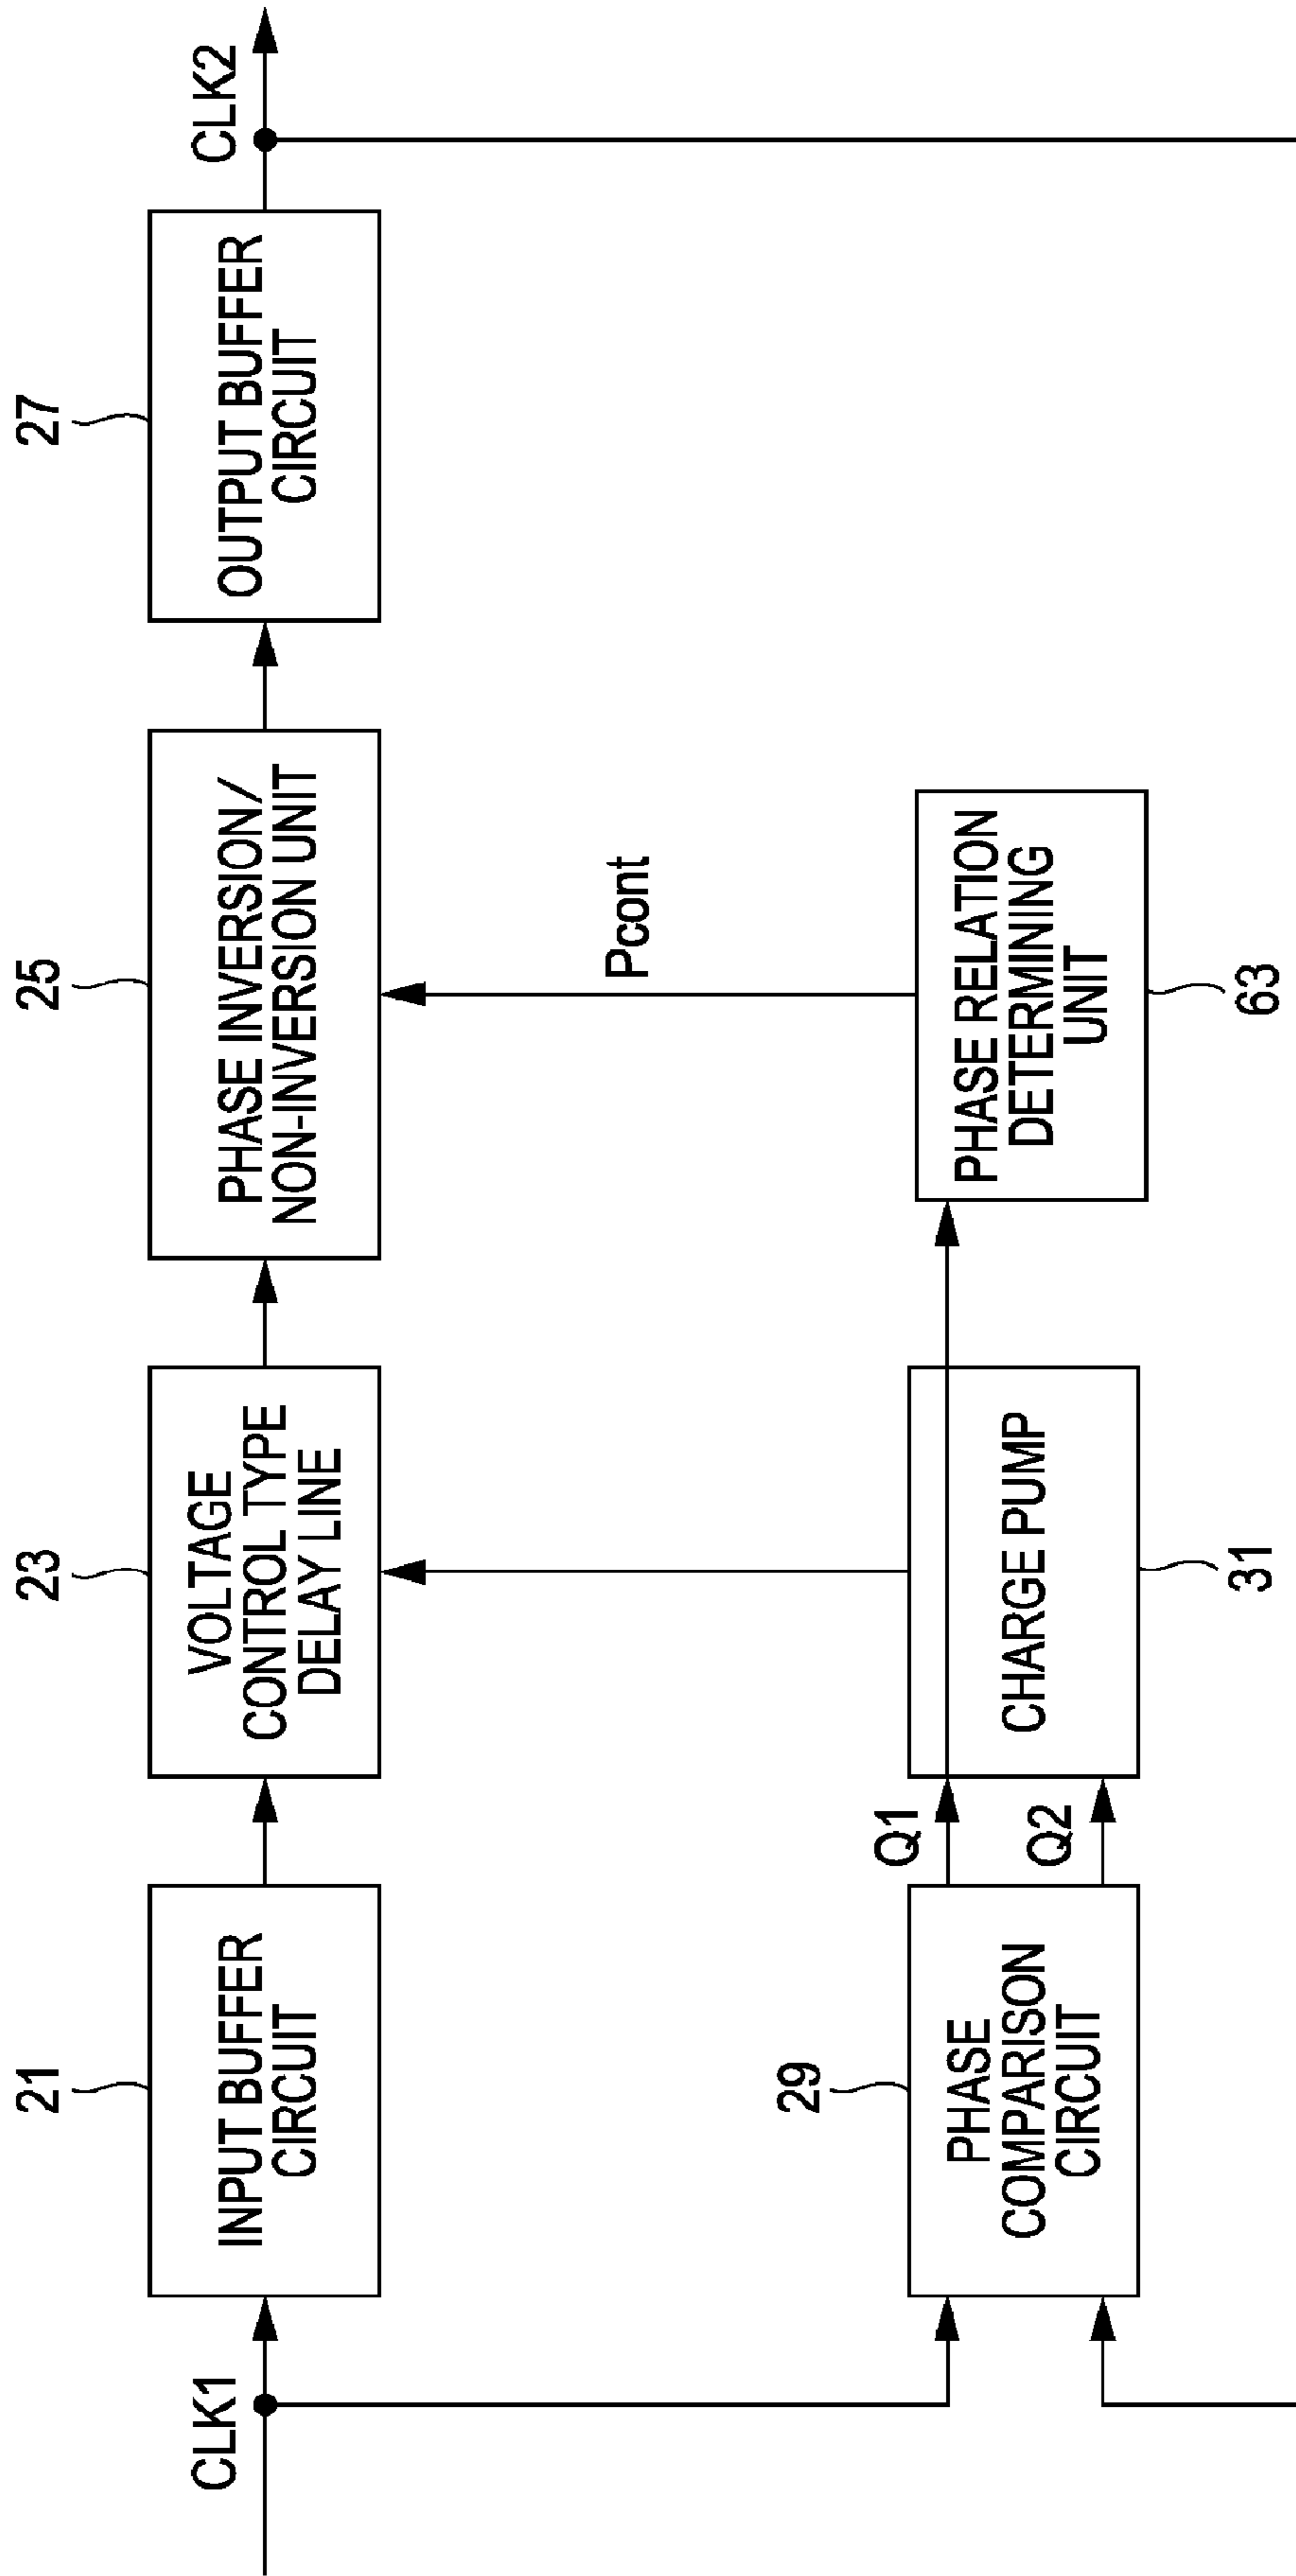 CLK1
21
INPUT BUFFER
CIRCUIT
23
VOLTAGE
CONTROL TYPE
DELAY LINE
25
PHASE INVERSION/
NON-INVERSION UNIT
27
OUTPUT BUFFER
CIRCUIT
CLK2
29
PHASE
COMPARISON
CIRCUIT
Q1
Q2
CHARGE PUMP
31
Pcont
PHASE RELATION
DETERMINING
UNIT
63